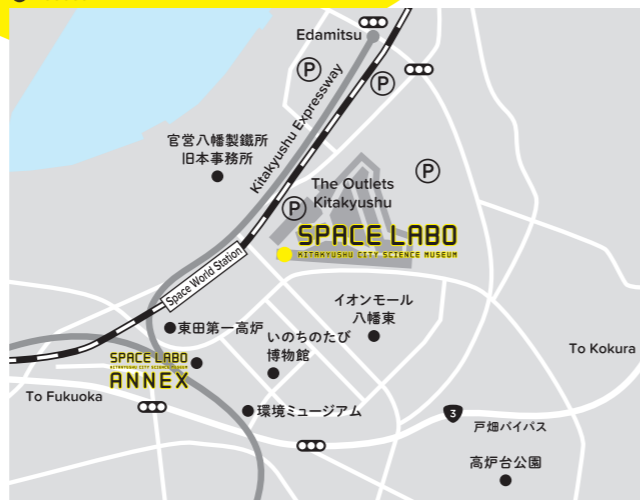 Edamitsu
P
P
Kitakyushu Expressway
官営八幡製鐵所
旧本事務所
The Outlets
Kitakyushu
P
P
SPACE LABO
KITAKYUSHU CITY SCIENCE MUSEUM
Space World Station
イオンモール
八幡東
東田第一高炉
いのちのたび
博物館
To Kokura
SPACE LABO
KITAKYUSHU CITY SCIENCE MUSEUM
ANNEX
To Fukuoka
環境ミュージアム
3
戸畑バイパス
高炉台公園